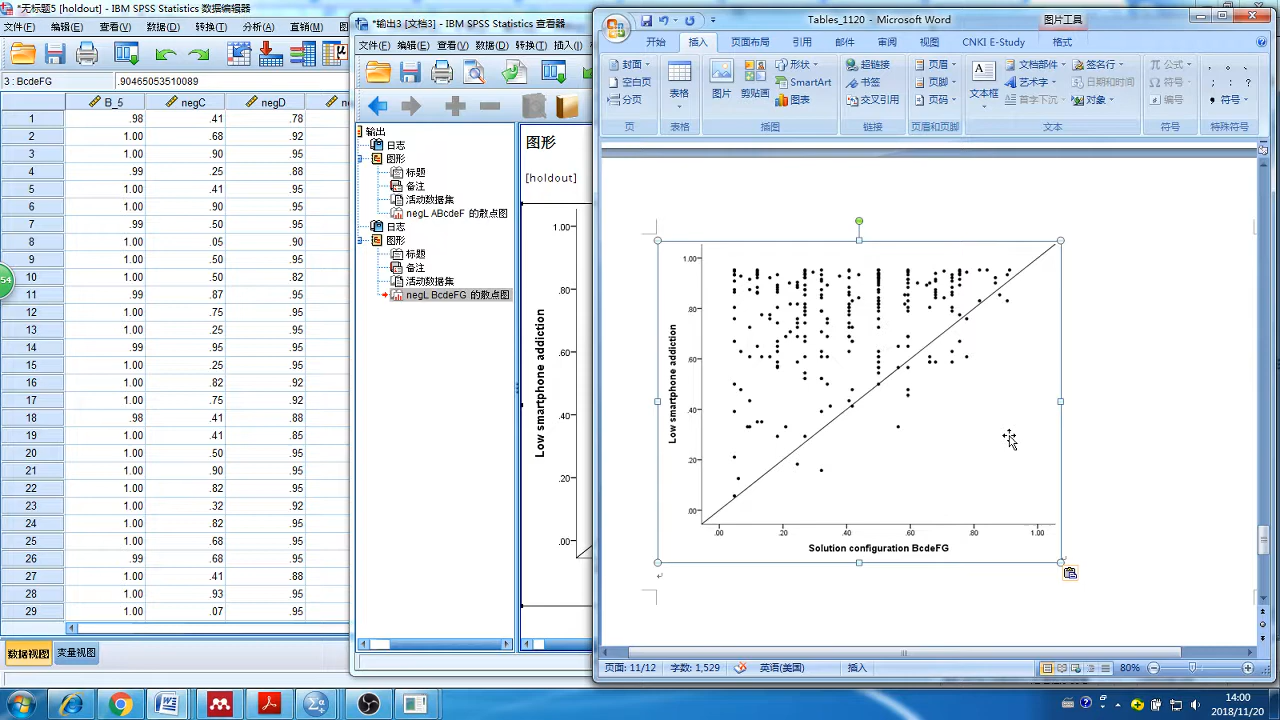 *无标题5 [holdout] - IBM SPSS Statistics 数据编辑器
文件(F) 编辑(E) 查看(V) 数据(D) 转换(T) 分析(A) 直销(M)
3 : BcdeFG .90465053510089
B_5 negC negD
1 .98 .41 .78
2 1.00 .68 .92
3 1.00 .90 .95
4 .99 .25 .88
5 1.00 .41 .95
6 1.00 .90 .95
7 .99 .50 .95
8 1.00 .05 .90
9 1.00 .50 .95
10 1.00 .50 .82
11 1.00 .87 .95
12 1.00 .75 .95
13 1.00 .25 .95
14 .99 .95 .95
15 1.00 .25 .95
16 1.00 .82 .92
17 1.00 .75 .92
18 .98 .41 .88
19 1.00 .41 .85
20 1.00 .50 .95
21 1.00 .90 .95
22 1.00 .82 .95
23 1.00 .32 .92
24 1.00 .82 .95
25 1.00 .68 .95
26 .99 .68 .95
27 1.00 .41 .88
28 1.00 .93 .95
29 1.00 .07 .95
数据视图 变量视图
54
*输出3 [文档3] - IBM SPSS Statistics 查看器
文件(F) 编辑(E) 查看(V) 数据(D) 转换(T) 插入(I)
输出
日志
图形
标题
备注
活动数据集
negL ABcdeF 的散点图
日志
图形
标题
备注
活动数据集
negL BcdeFG 的散点图
图形
[holdout]
1.00
.80
.60
.40
.20
.00
Low smartphone addiction
Tables_1120 - Microsoft Word
图片工具
开始 插入 页面布局 引用 邮件 审阅 视图 CNKI E-Study 格式
封面
空白页
分页
页
表格
表格
图片
剪贴画
形状
SmartArt
图表
插图
超链接
书签
交叉引用
链接
页眉
页脚
页码
页眉和页脚
文本框
文档部件
艺术字
首字下沉
签名行
日期和时间
对象
文本
公式
符号
编号
符号
符号
特殊符号
1.00
.80
.60
.40
.20
.00
Low smartphone addiction
.00 .20 .40 .60 .80 1.00
Solution configuration BcdeFG
页面: 11/12 字数: 1,529 英语(美国) 插入 80%
14:00
2018/11/20